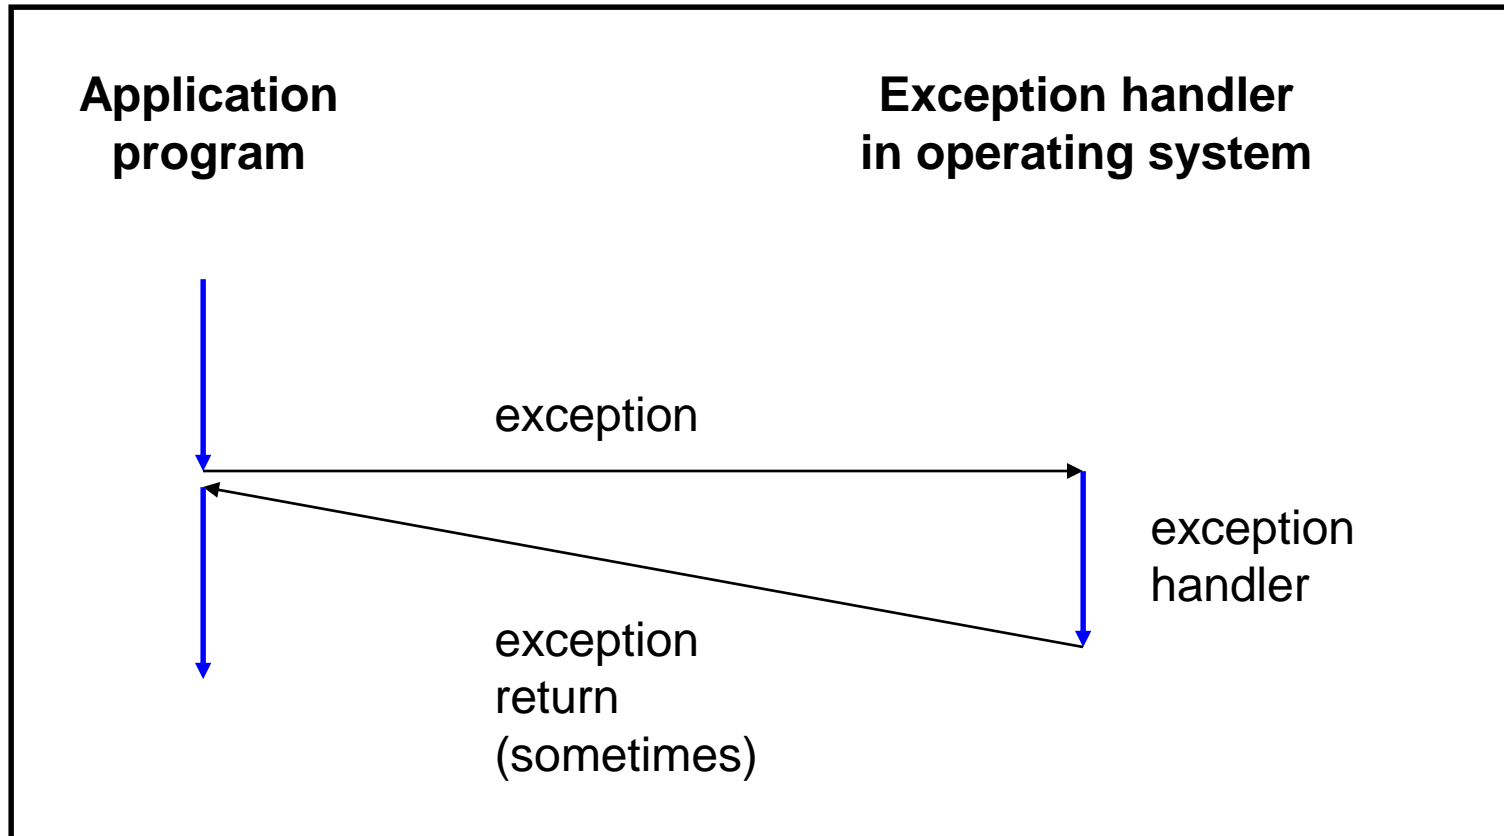 Application
program
Exception handler
in operating system
exception
exception
handler
exception
return
(sometimes)